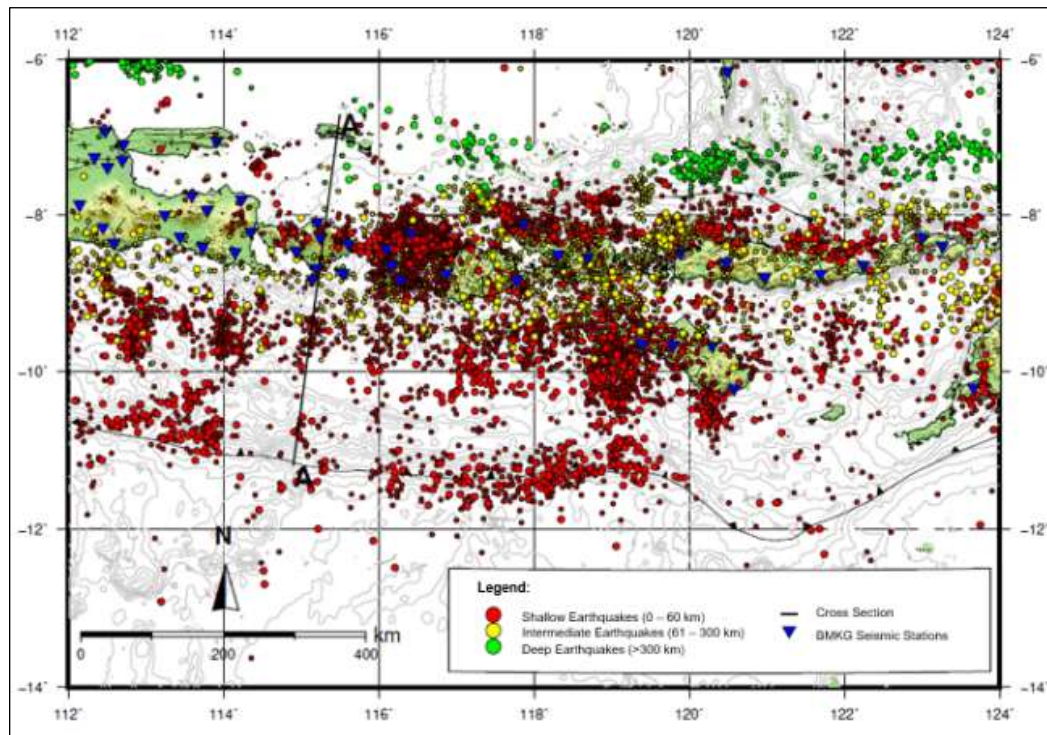 112° 114° 116° 118° 120° 122° 124°
-6° -6°
A
-8° -8°
-10° -10°
A
-12° -12°
N
Legend:
Shallow Earthquakes (0 – 60 km)
Intermediate Earthquakes (61 – 300 km)
Deep Earthquakes (>300 km)
Cross Section
BMKG Seismic Stations
km
0 200 400
-14° -14°
112° 114° 116° 118° 120° 122° 124°